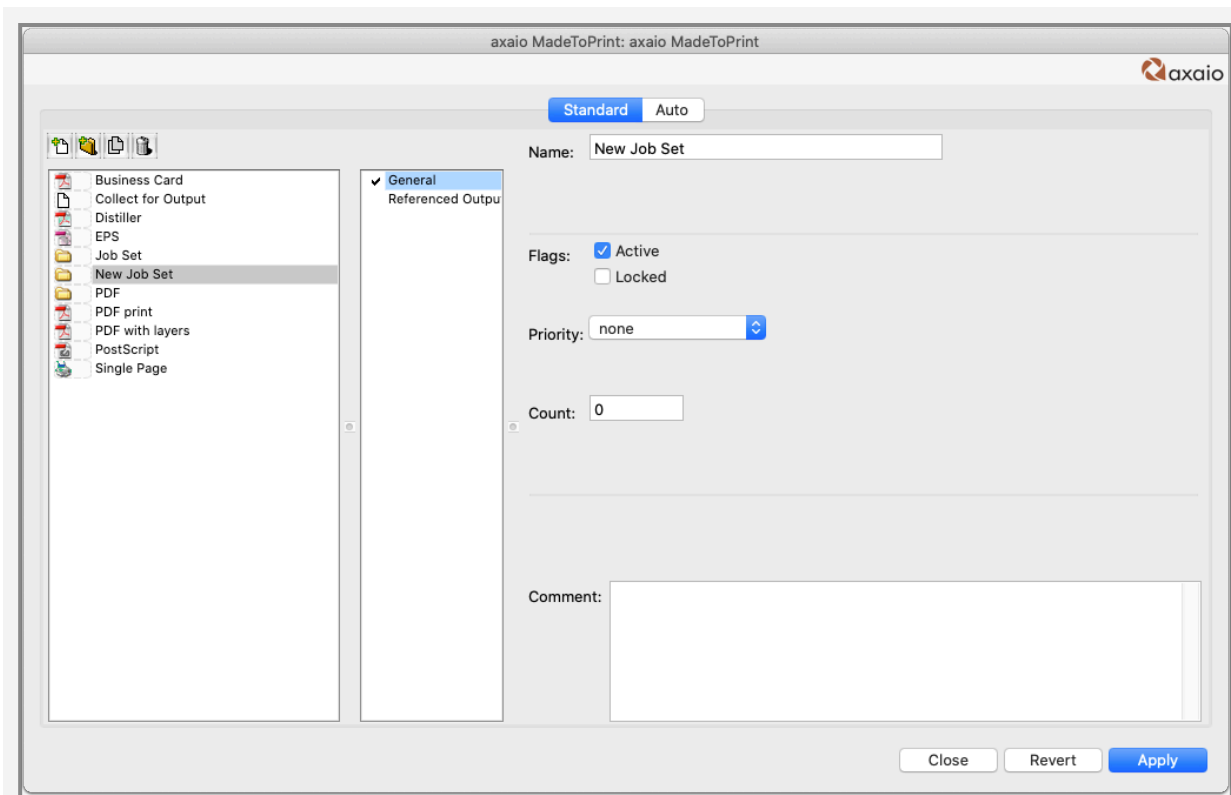 axaio MadeToPrint: axaio MadeToPrint
axaio
Standard
Auto
Name:
New Job Set
Business Card
Collect for Output
Distiller
EPS
Job Set
New Job Set
PDF
PDF print
PDF with layers
PostScript
Single Page
General
Referenced Outpu
Flags:
Active
Locked
Priority:
none
Count:
0
Comment:
Close
Revert
Apply